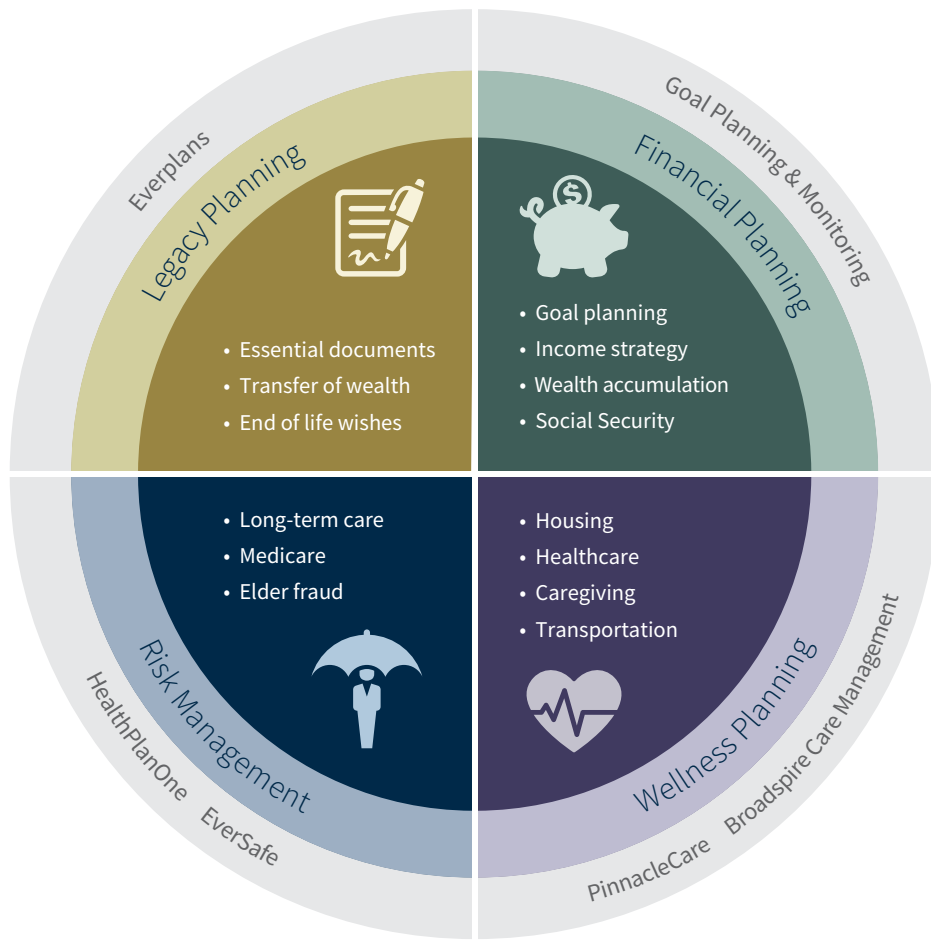 Everplans
Legacy Planning
• Essential documents
• Transfer of wealth
• End of life wishes
Goal Planning & Monitoring
Financial Planning
$
• Goal planning
• Income strategy
• Wealth accumulation
• Social Security
• Long-term care
• Medicare
• Elder fraud
Risk Management
HealthPlanOne
EverSafe
• Housing
• Healthcare
• Caregiving
• Transportation
Wellness Planning
PinnacleCare
Broadspire Care Management